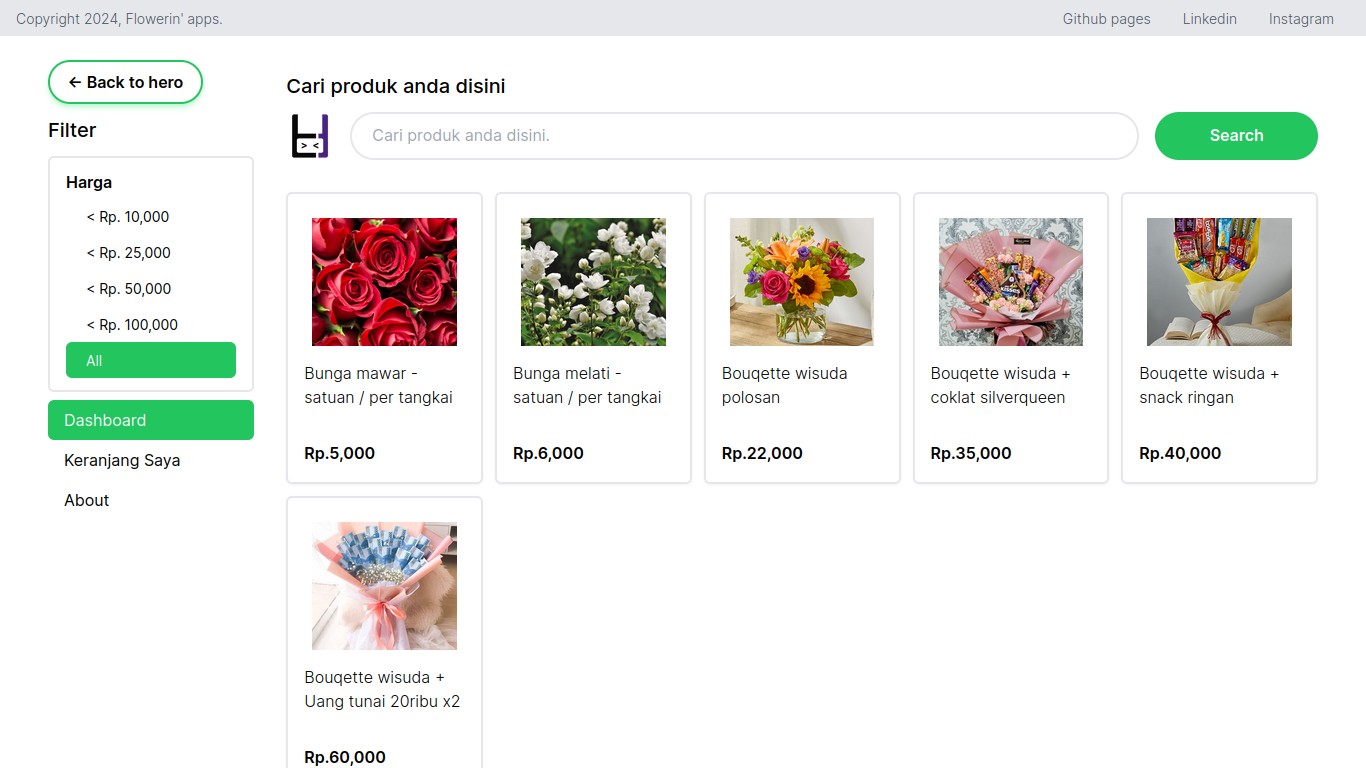 Copyright 2024, Flowerin' apps.
Github pages
Linkedin
Instagram
← Back to hero
Filter
Harga
< Rp. 10,000
< Rp. 25,000
< Rp. 50,000
< Rp. 100,000
All
Dashboard
Keranjang Saya
About
Cari produk anda disini
> <
Cari produk anda disini.
Search
Bunga mawar -
satuan / per tangkai
Rp.5,000
Bunga melati -
satuan / per tangkai
Rp.6,000
Bouqette wisuda
polosan
Rp.22,000
KISSES
Bouqette wisuda +
coklat silverqueen
Rp.35,000
Bouqette wisuda +
snack ringan
Rp.40,000
Bouqette wisuda +
Uang tunai 20ribu x2
Rp.60,000